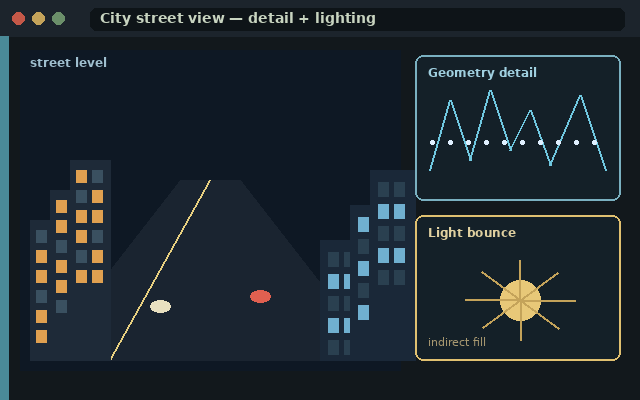 City street view — detail + lighting
street level
Geometry detail
Light bounce
indirect fill